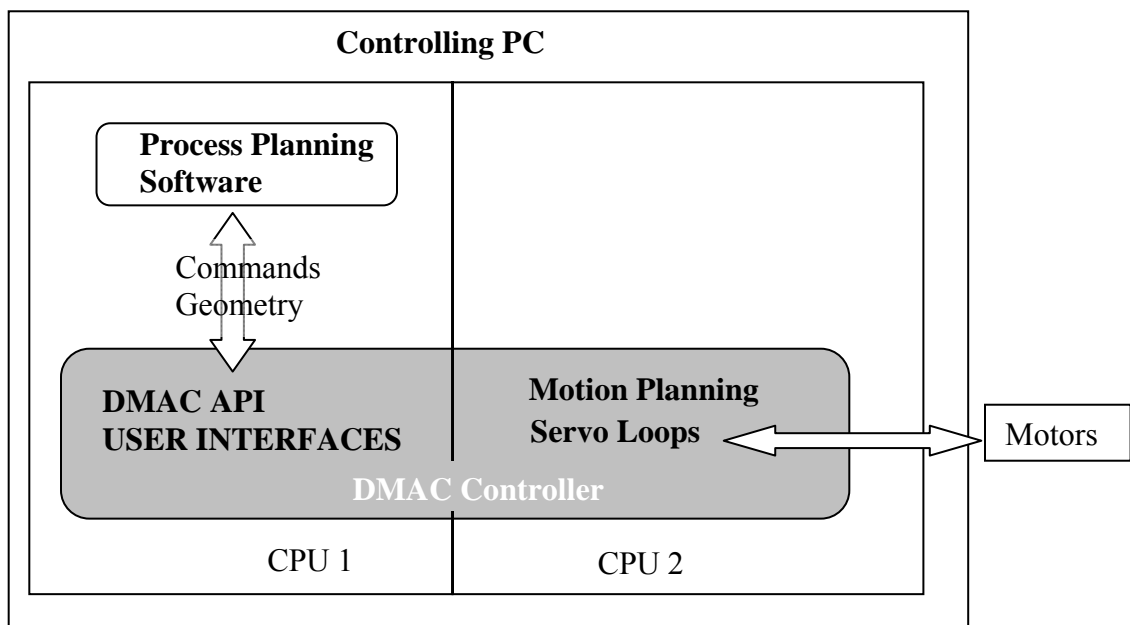 Controlling PC
Process Planning
Software
Commands
Geometry
DMAC API
USER INTERFACES
Motion Planning
Servo Loops
Motors
DMAC Controller
CPU 1
CPU 2